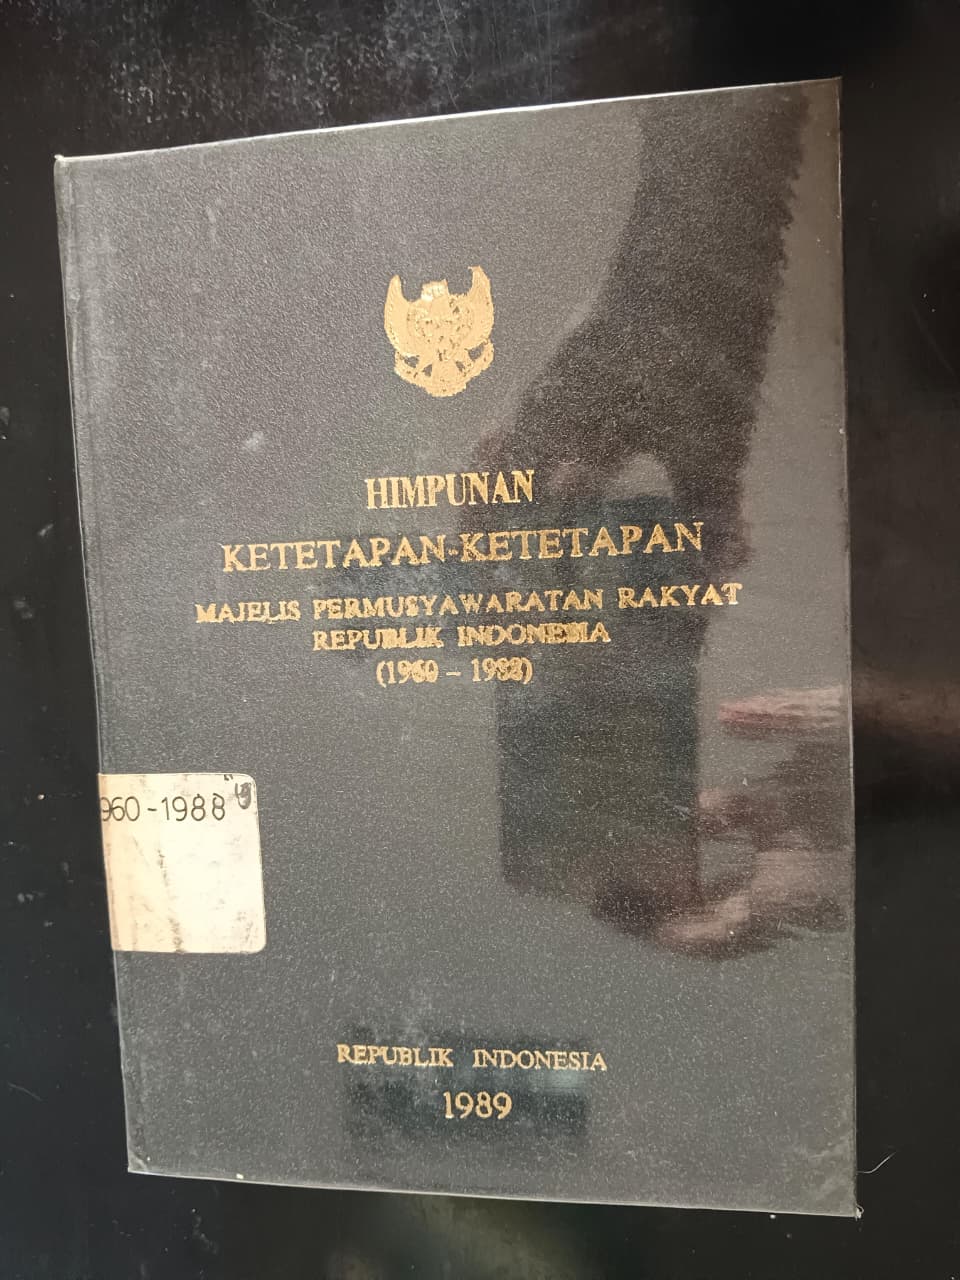 HIMPUNAN
KETETAPAN-KETETAPAN
MAJELIS PERMUSYAWARATAN RAKYAT
REPUBLIK INDONESIA
(1960 - 1988)
960-1988
REPUBLIK INDONESIA
1989